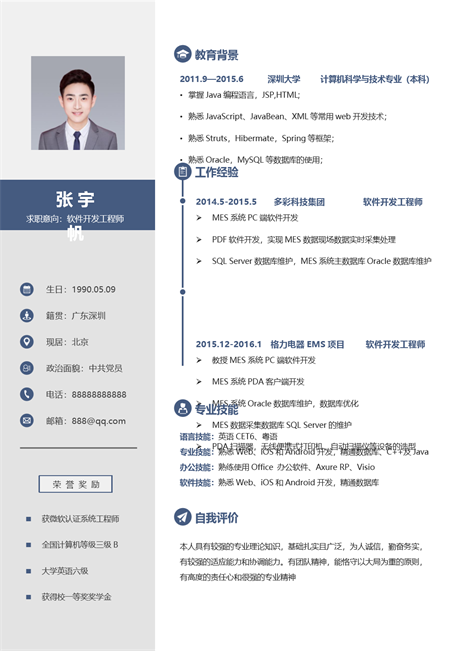 张 宇
求职意向：软件开发工程师
帆
生日：1990.05.09
籍贯：广东深圳
现居：北京
政治面貌：中共党员
电话：88888888888
邮箱：888@qq.com
荣 誉 奖 励
获微软认证系统工程师
全国计算机等级三级 B
大学英语六级
获得校一等奖奖学金
教育背景
2011.9—2015.6 深圳大学 计算机科学与技术专业（本科）
• 掌握 Java 编程语言，JSP,HTML;
• 熟悉 JavaScript、JavaBean、XML 等常用 web 开发技术;
• 熟悉 Struts，Hibermate，Spring 等框架;
• 熟悉 Oracle，MySQL 等数据库的使用;
工作经验
2014.5-2015.5 多彩科技集团 软件开发工程师
➢ MES 系统 PC 端软件开发
➢ PDF 软件开发，实现 MES 数据现场数据实时采集处理
➢ SQL Server 数据库维护，MES 系统主数据库 Oracle 数据库维护
2015.12-2016.1 格力电器 EMS 项目 软件开发工程师
➢ 教授 MES 系统 PC 端软件开发
➢ MES 系统 PDA 客户端开发
➢ MES 系统 Oracle 数据库维护，数据库优化
专业技能
➢ MES 数据采集数据库 SQL Server 的维护
语言技能：英语 CET6、粤语
➢ PDA 扫描器，无线便携式打印机，自动扫描仪等设备的选型
专业技能：熟悉 Web、iOS 和 Android 开发，精通数据库、C++及 Java
办公技能：熟练使用 Office 办公软件、Axure RP、Visio
软件技能：熟悉 Web、iOS 和 Android 开发，精通数据库
自我评价
本人具有较强的专业理论知识，基础扎实且广泛，为人诚信，勤奋务实，
有较强的适应能力和协调能力。有团队精神，能恪守以大局为重的原则，
有高度的责任心和很强的专业精神